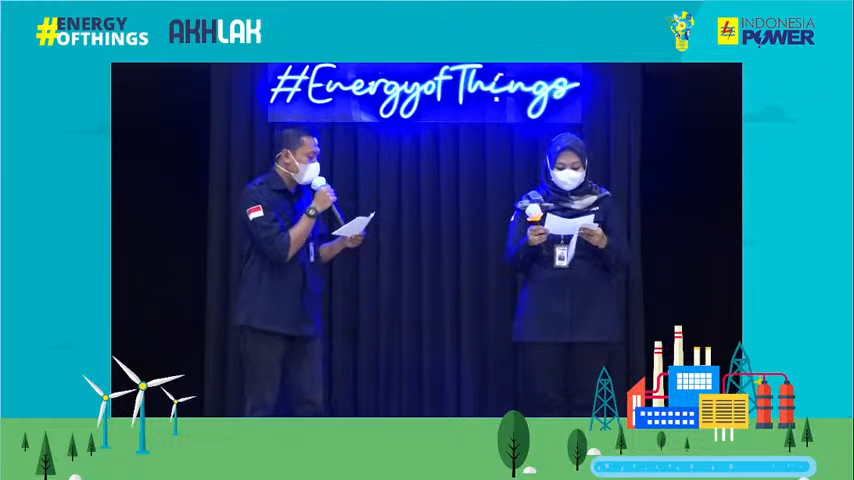 #ENERGY
OFTHINGS
AKHLAK
INDONESIA
POWER
#EnergyofThings